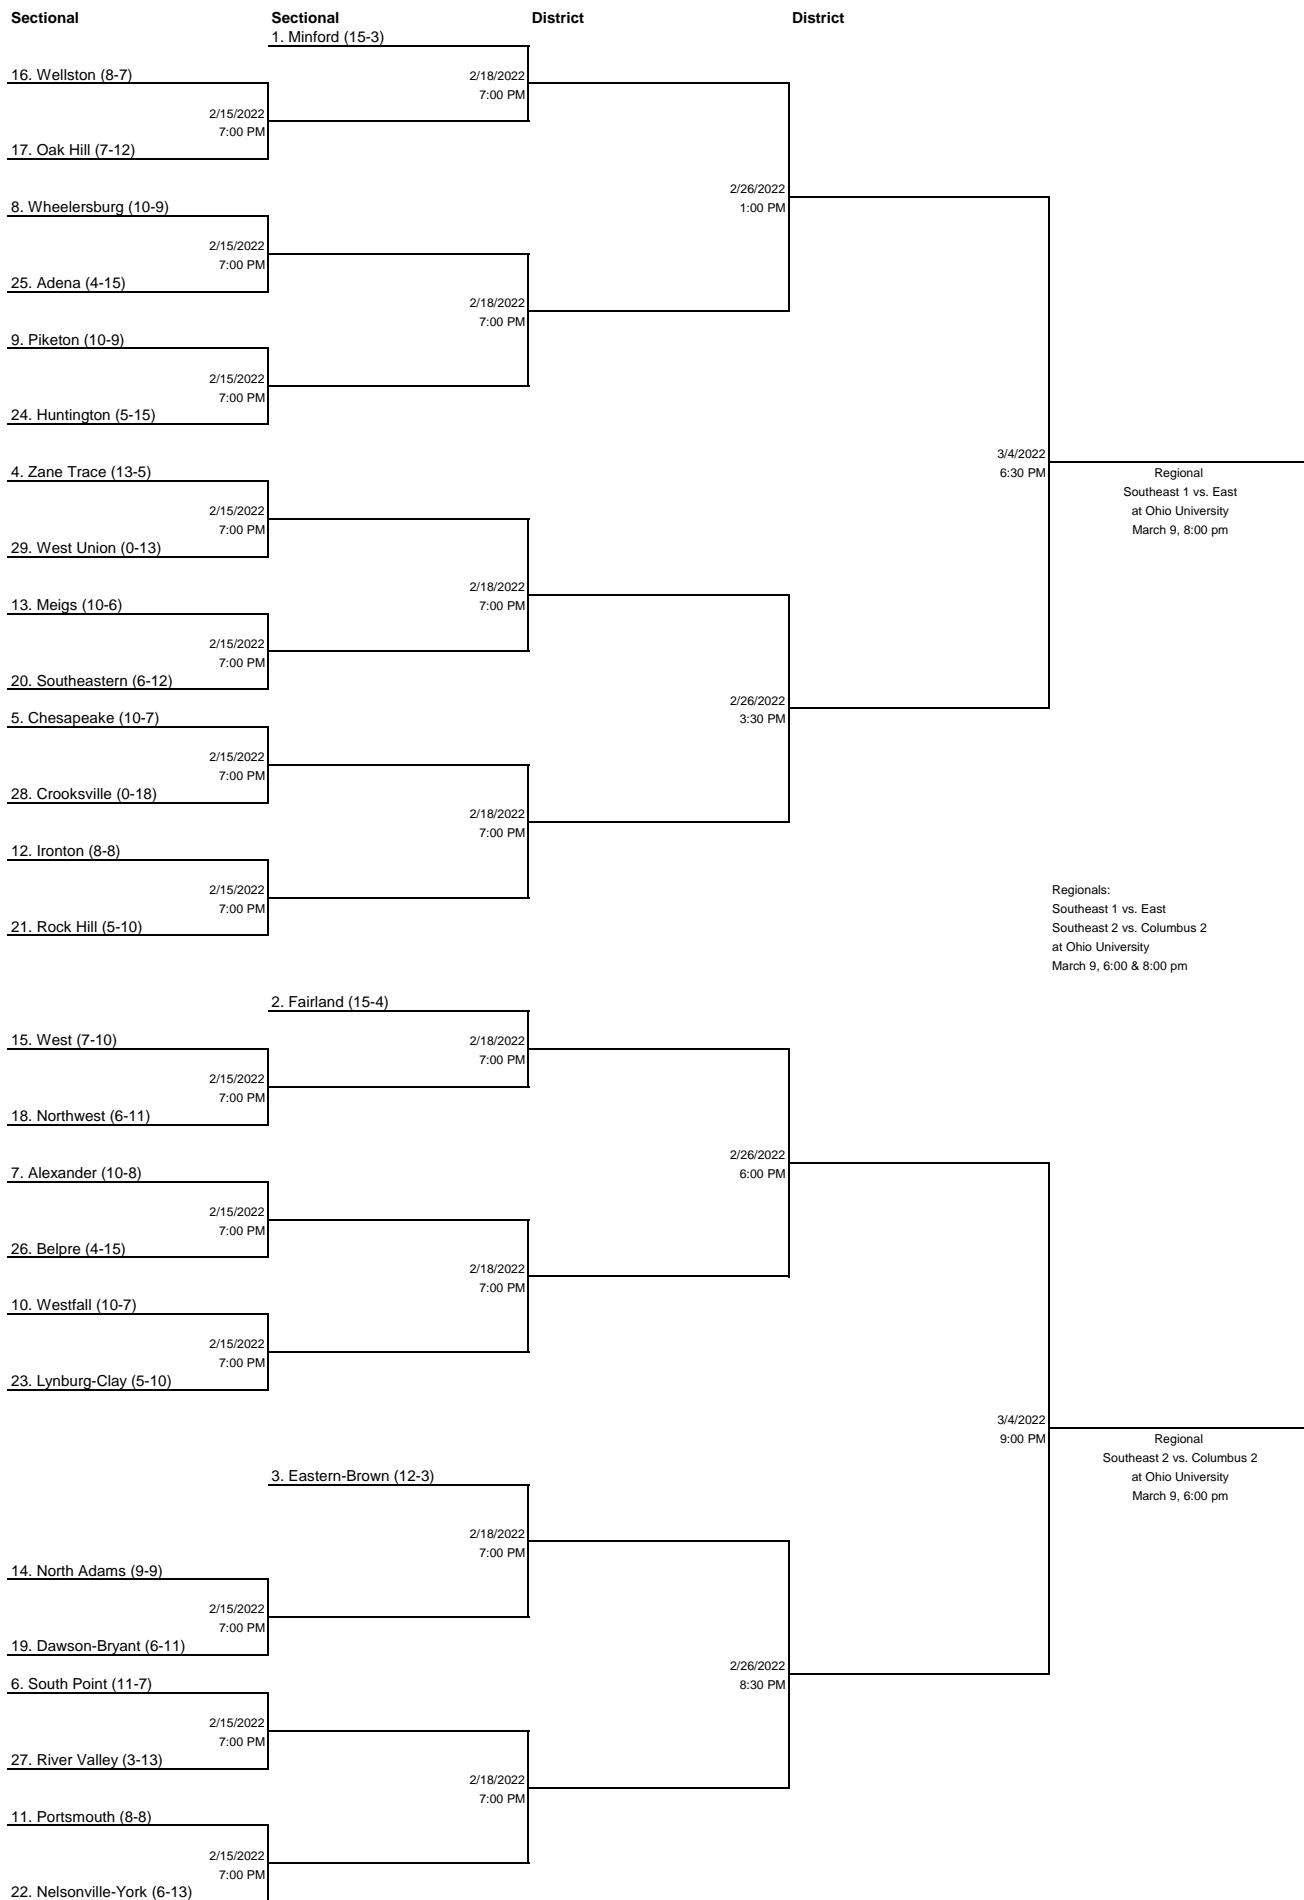 Sectional Sectional District District
1. Minford (15-3)
16. Wellston (8-7)
2/18/2022
7:00 PM
2/15/2022
7:00 PM
17. Oak Hill (7-12)
2/26/2022
1:00 PM
8. Wheelersburg (10-9)
2/15/2022
7:00 PM
25. Adena (4-15)
2/18/2022
7:00 PM
9. Piketon (10-9)
2/15/2022
7:00 PM
24. Huntington (5-15)
3/4/2022
6:30 PM
Regional
Southeast 1 vs. East
at Ohio University
March 9, 8:00 pm
4. Zane Trace (13-5)
2/15/2022
7:00 PM
29. West Union (0-13)
2/18/2022
7:00 PM
13. Meigs (10-6)
2/15/2022
7:00 PM
20. Southeastern (6-12)
2/26/2022
3:30 PM
5. Chesapeake (10-7)
2/15/2022
7:00 PM
28. Crooksville (0-18)
2/18/2022
7:00 PM
12. Ironton (8-8)
2/15/2022
7:00 PM
21. Rock Hill (5-10)
Regionals:
Southeast 1 vs. East
Southeast 2 vs. Columbus 2
at Ohio University
March 9, 6:00 & 8:00 pm
2. Fairland (15-4)
15. West (7-10)
2/18/2022
7:00 PM
2/15/2022
7:00 PM
18. Northwest (6-11)
2/26/2022
6:00 PM
7. Alexander (10-8)
2/15/2022
7:00 PM
26. Belpre (4-15)
2/18/2022
7:00 PM
10. Westfall (10-7)
2/15/2022
7:00 PM
23. Lynburg-Clay (5-10)
3/4/2022
9:00 PM
Regional
Southeast 2 vs. Columbus 2
at Ohio University
March 9, 6:00 pm
3. Eastern-Brown (12-3)
2/18/2022
7:00 PM
14. North Adams (9-9)
2/15/2022
7:00 PM
19. Dawson-Bryant (6-11)
2/26/2022
8:30 PM
6. South Point (11-7)
2/15/2022
7:00 PM
27. River Valley (3-13)
2/18/2022
7:00 PM
11. Portsmouth (8-8)
2/15/2022
7:00 PM
22. Nelsonville-York (6-13)